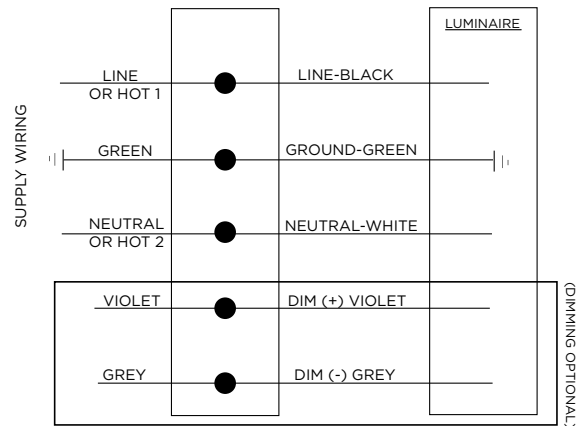 LUMINAIRE
SUPPLY WIRING
LINE
OR HOT 1
LINE-BLACK
GREEN
GROUND-GREEN
NEUTRAL
OR HOT 2
NEUTRAL-WHITE
VIOLET
DIM (+) VIOLET
GREY
DIM (-) GREY
(DIMMING OPTIONAL)